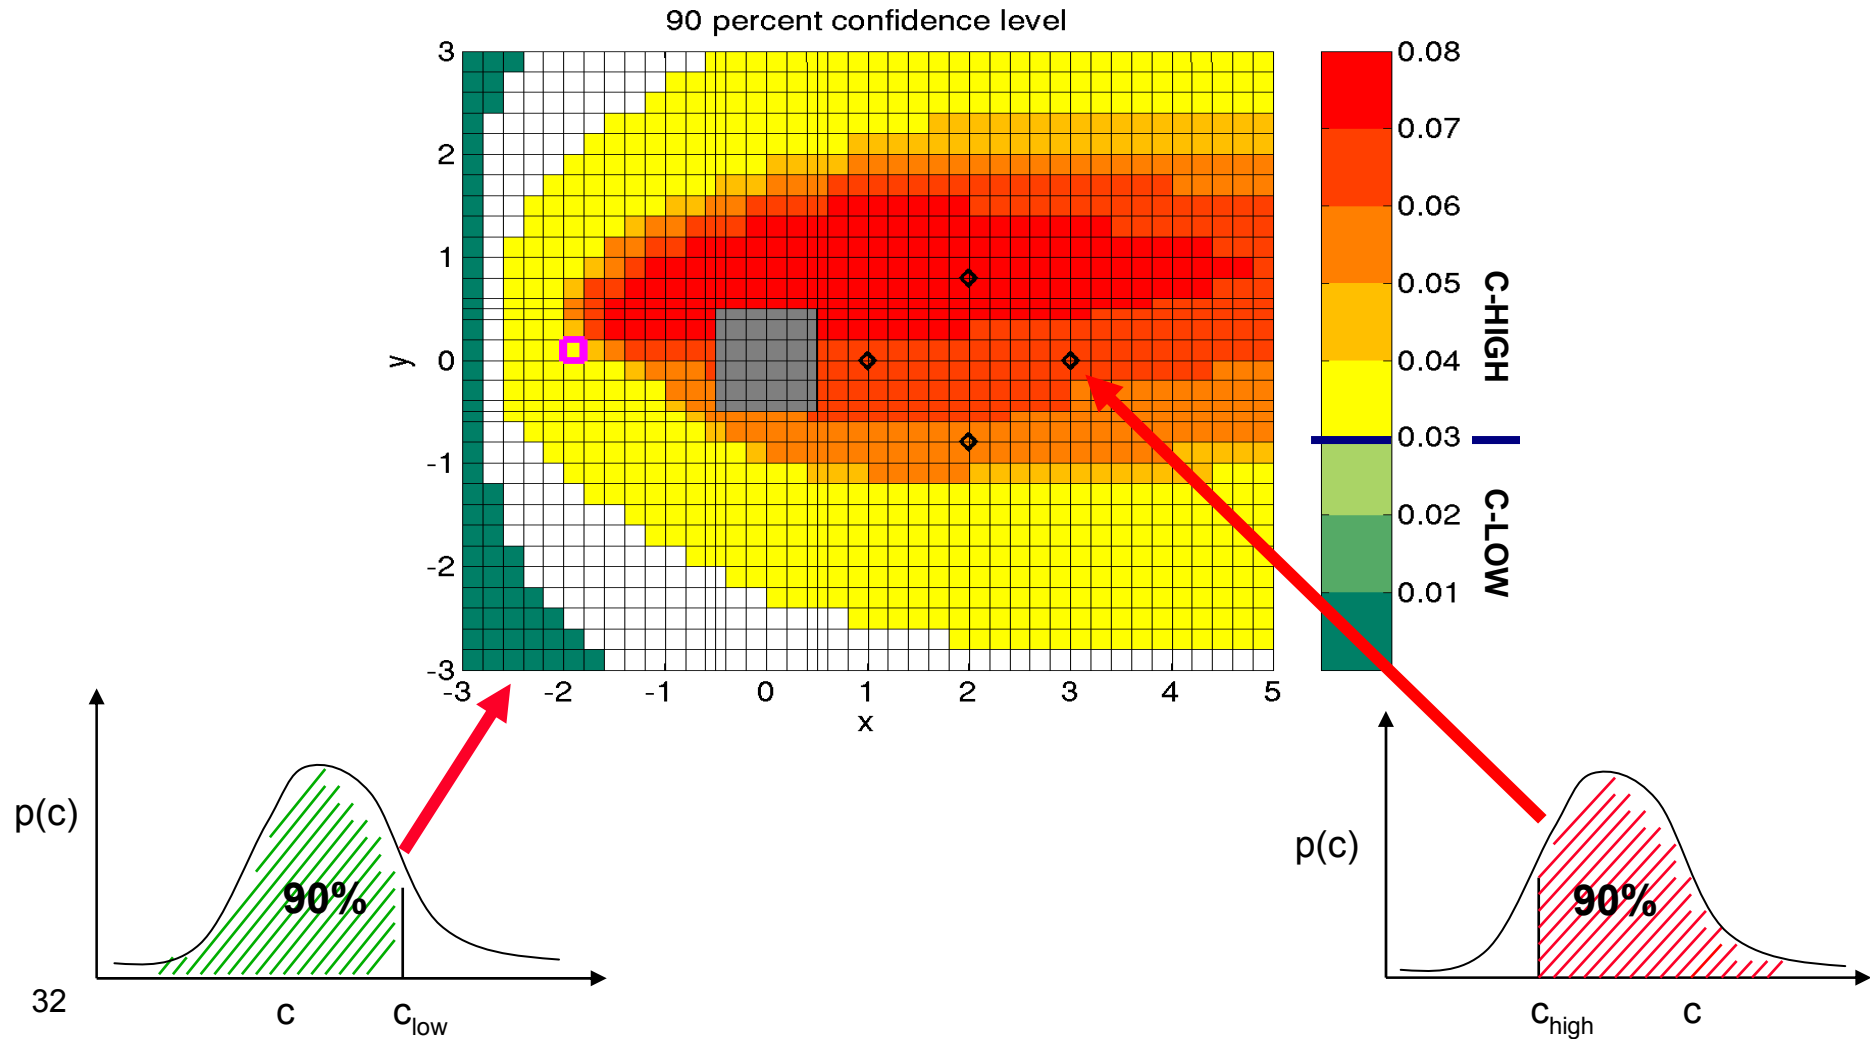 90 percent confidence level
3
2
1
0
-1
-2
-3
y
-3 -2 -1 0 1 2 3 4 5
x
0.08
0.07
0.06
0.05
0.04
0.03
0.02
0.01
C-HIGH
C-LOW
p(c)
90%
c clow
p(c)
90%
chigh c
32